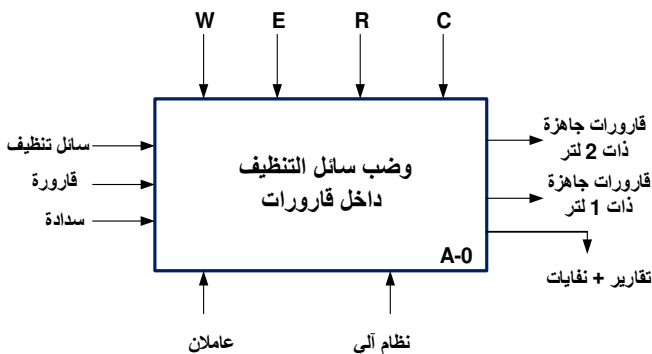 W E R C
سائل تنظيف
قارورة
سدادة
وضب سائل التنظيف
داخل قارورات
A-0
قارورات جاهزة
ذات 2 لتر
قارورات جاهزة
ذات 1 لتر
تقارير + نفايات
عاملان
نظام آلي